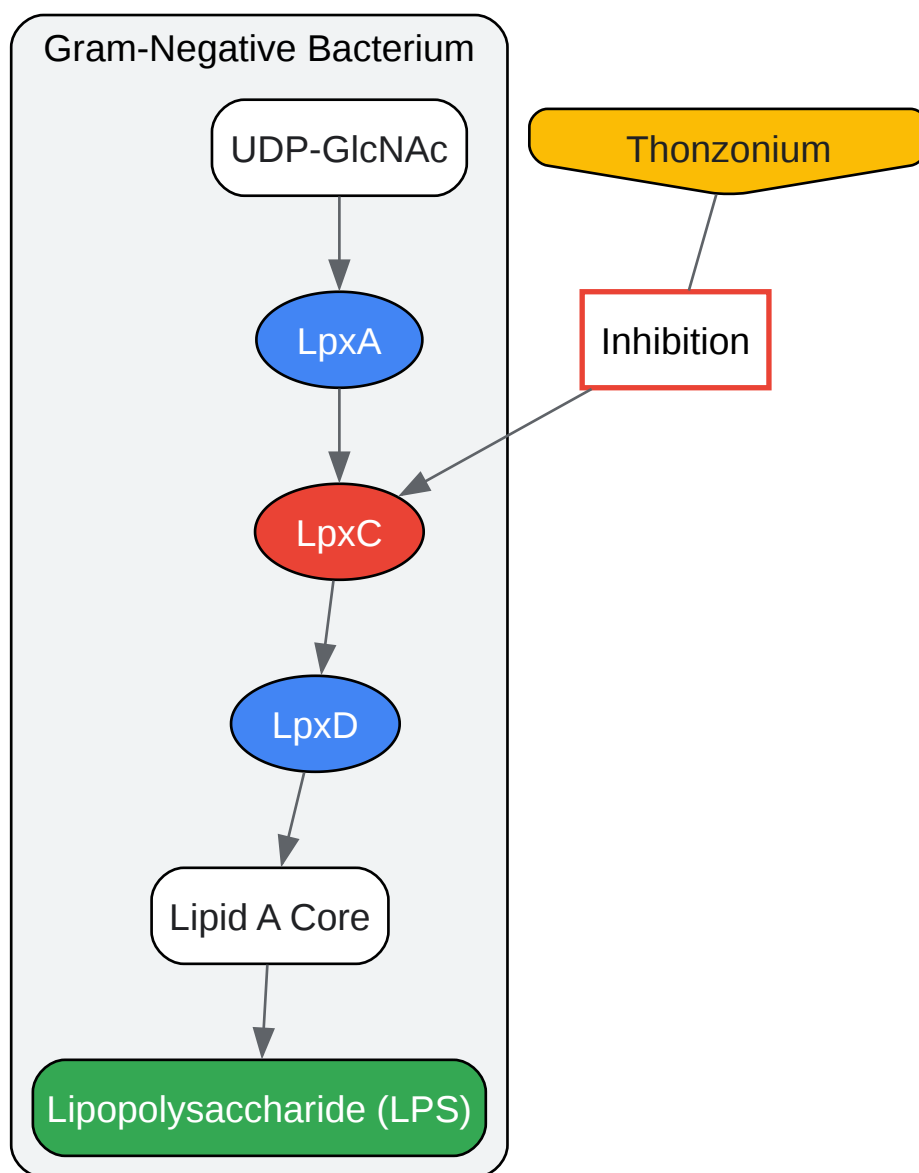 Gram-Negative Bacterium
UDP-GlcNAc
Thonzonium
LpxA
Inhibition
LpxC
LpxD
Lipid A Core
Lipopolysaccharide (LPS)